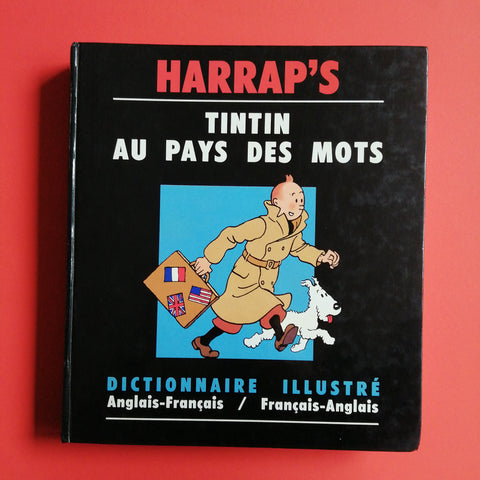 HARRAP'S
TINTIN
AU PAYS DES MOTS
DICTIONNAIRE ILLUSTRÉ
Anglais-Français / Français-Anglais